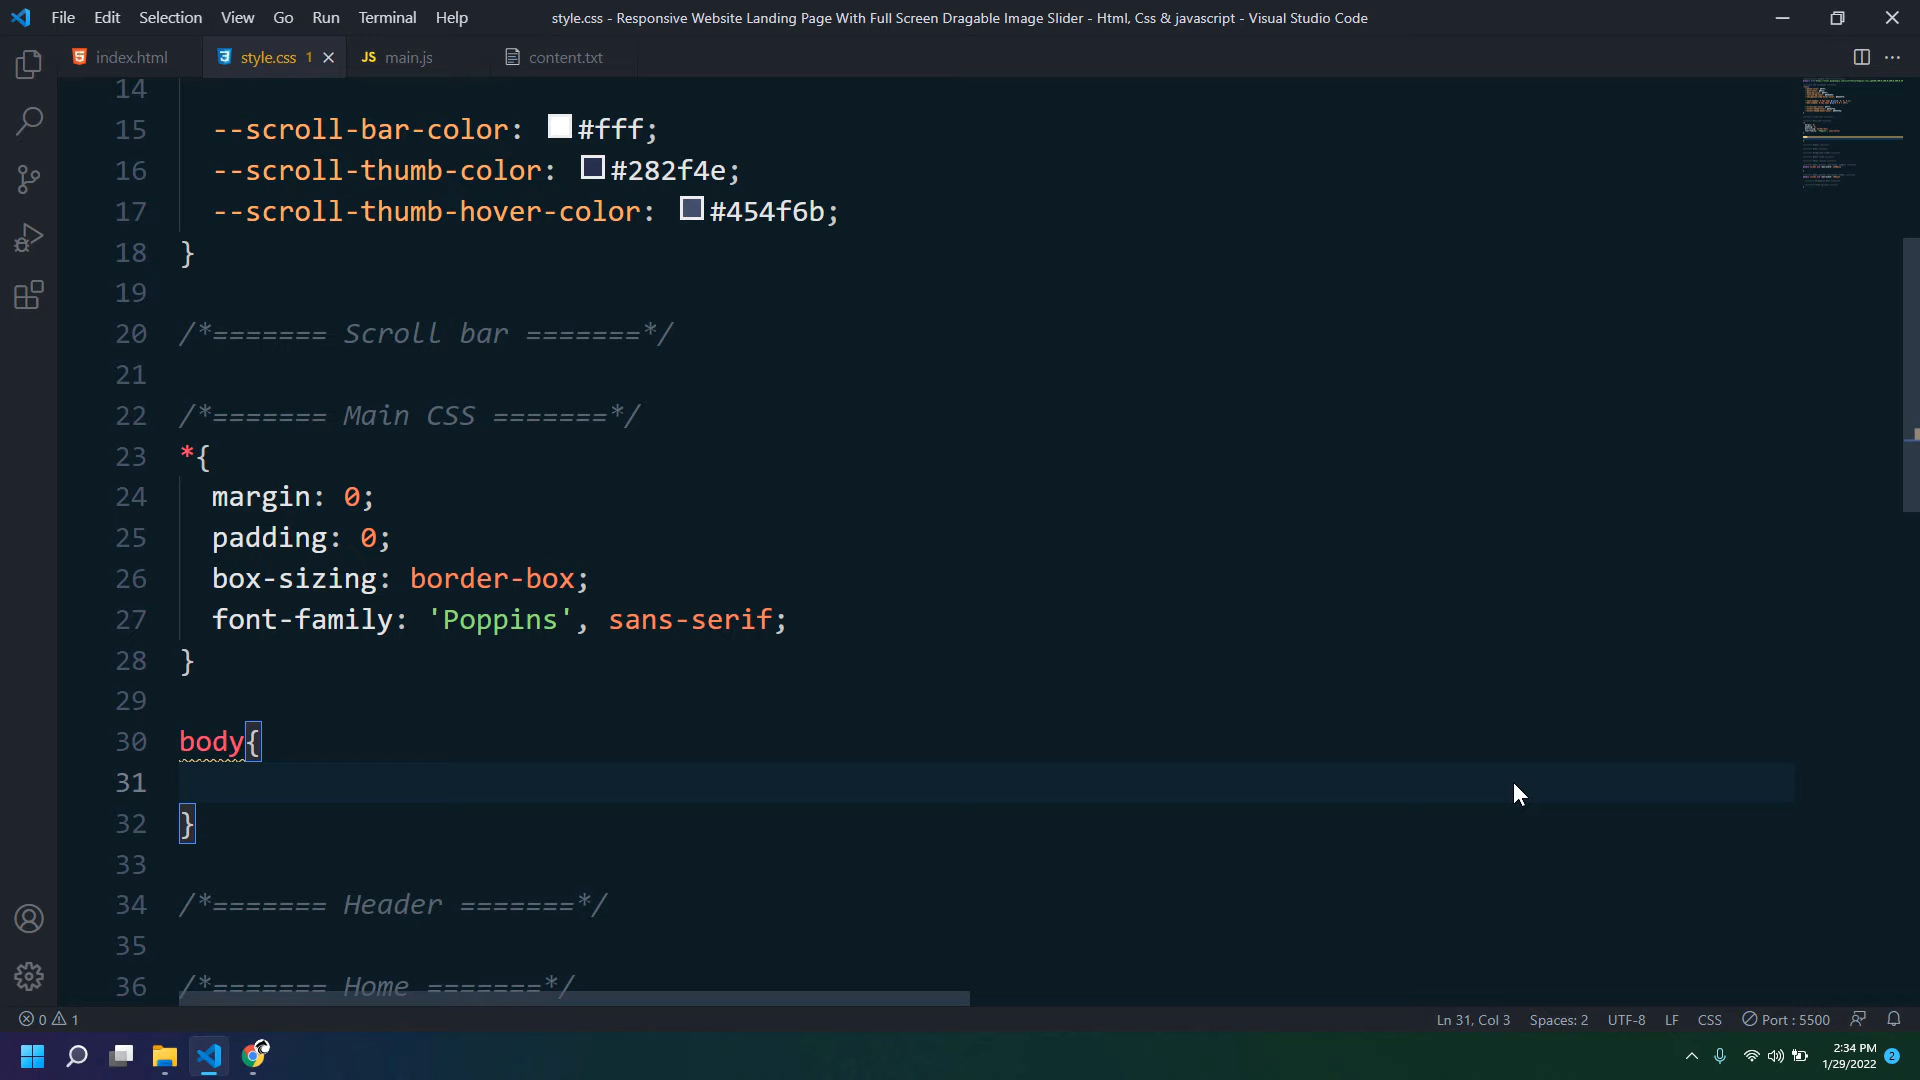 File Edit Selection View Go Run Terminal Help
style.css - Responsive Website Landing Page With Full Screen Dragable Image Slider - Html, Css & javascript - Visual Studio Code
index.html
style.css 1
JS main.js
content.txt
14
15 --scroll-bar-color: #fff;
16 --scroll-thumb-color: #282f4e;
17 --scroll-thumb-hover-color: #454f6b;
18 }
19
20 /*======= Scroll bar =======*/
21
22 /*======= Main CSS =======*/
23 *{
24 margin: 0;
25 padding: 0;
26 box-sizing: border-box;
27 font-family: 'Poppins', sans-serif;
28 }
29
30 body{
31
32 }
33
34 /*======= Header =======*/
35
36 /*======= Home =======*/
0 1
Ln 31, Col 3 Spaces: 2 UTF-8 LF CSS Port : 5500
2:34 PM
1/29/2022
2